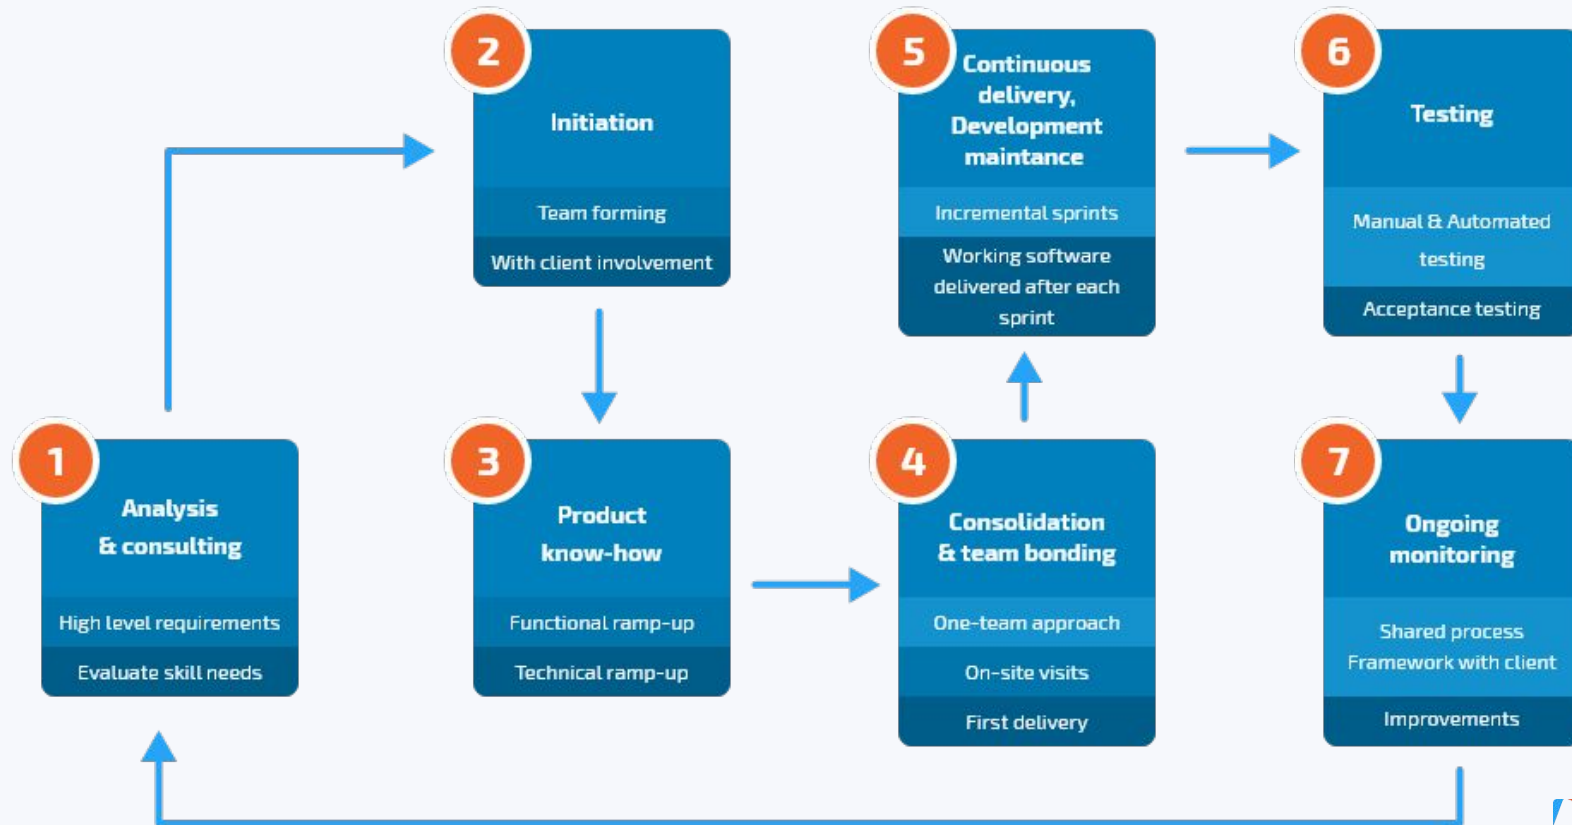 1
Analysis
& consulting
High level requirements
Evaluate skill needs
2
Initiation
Team forming
With client involvement
3
Product
know-how
Functional ramp-up
Technical ramp-up
4
Consolidation
& team bonding
One-team approach
On-site visits
First delivery
5
Continuous
delivery,
Development
maintance
Incremental sprints
Working software
delivered after each
sprint
6
Testing
Manual & Automated
testing
Acceptance testing
7
Ongoing
monitoring
Shared process
Framework with client
Improvements